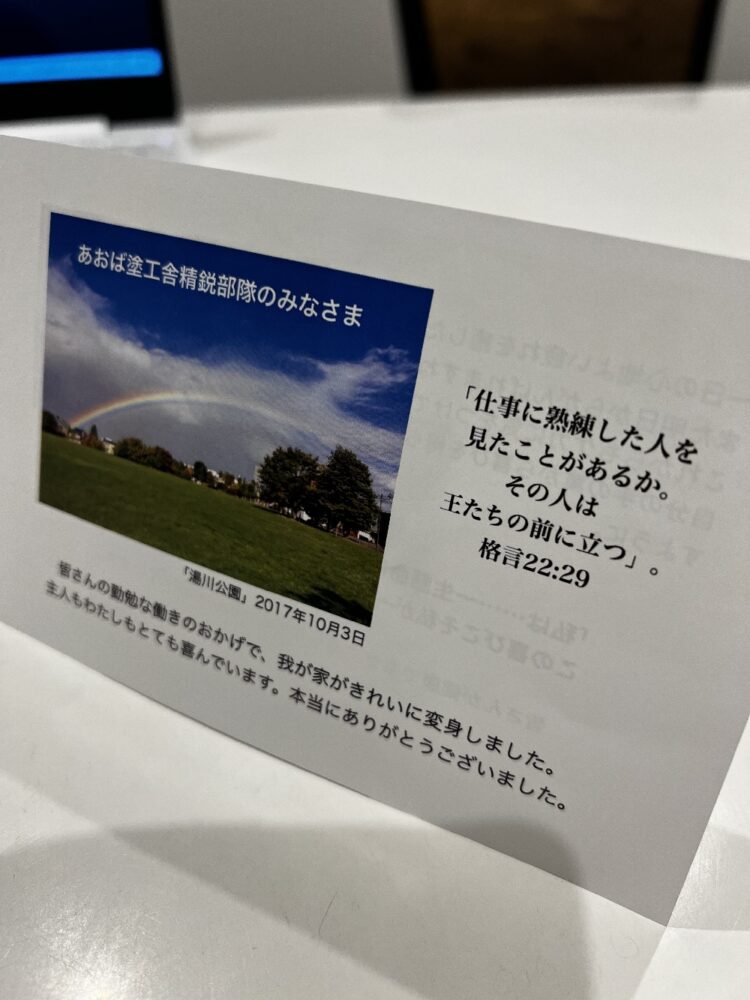 あおば塗工舎精鋭部隊のみなさま
「仕事に熟練した人を
見たことがあるか。
その人は
王たちの前に立つ」。
格言22:29
「湯川公園」2017年10月3日
皆さんの勤勉な働きのおかげで、我が家がきれいに変身しました。
主人もわたしもとても喜んでいます。本当にありがとうございました。